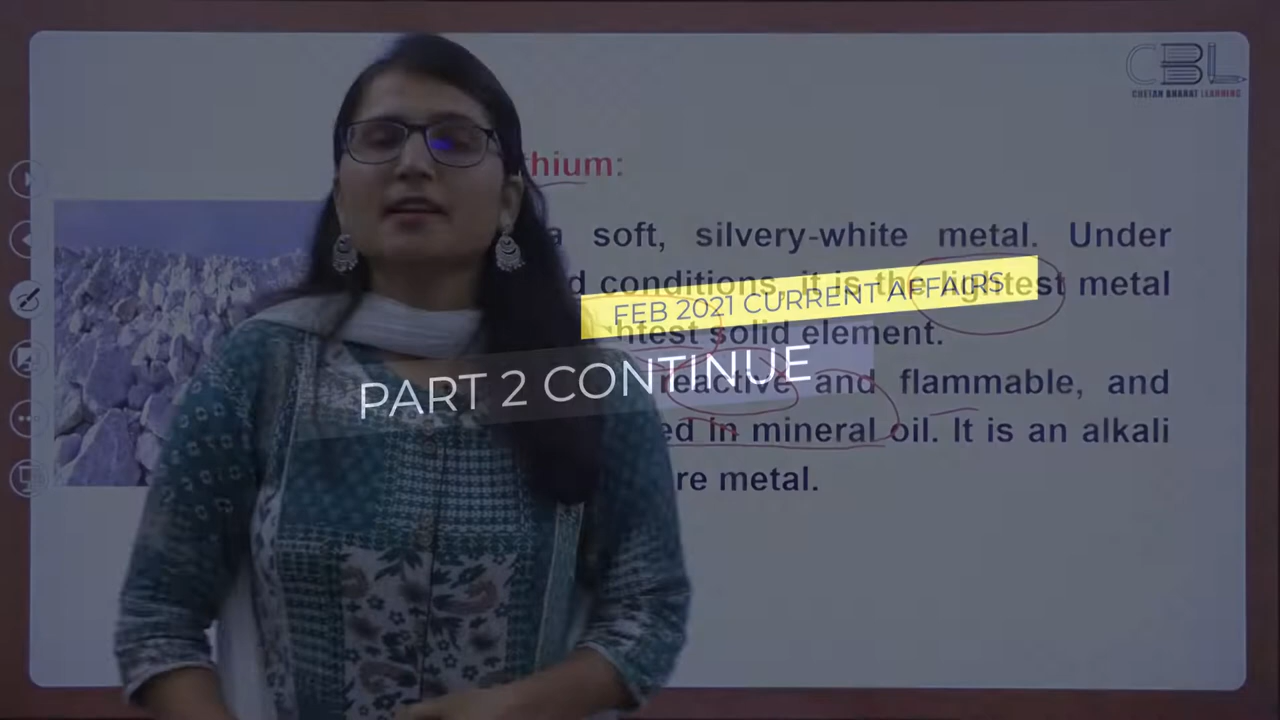 CBL
CHETAN BHARAT LEARNING
thium:
a soft, silvery-white metal. Under
d conditions, it is the lightest metal
htest solid element.
reactive and flammable, and
ed in mineral oil. It is an alkali
re metal.
FEB 2021 CURRENT AFFAIRS
PART 2 CONTINUE